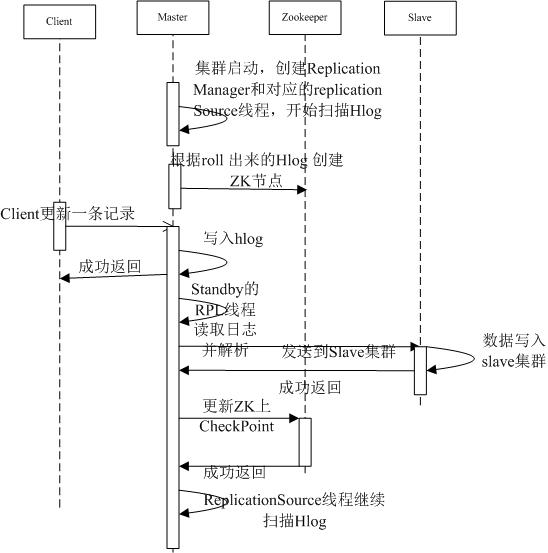 Client
Master
Zookeeper
Slave
集群启动，创建Replication
Manager和对应的replication
Source线程，开始扫描Hlog
根据roll 出来的Hlog 创建
ZK节点
Client更新一条记录
写入hlog
成功返回
Standby的
RPL线程
读取日志
并解析
发送到Slave集群
数据写入
slave集群
成功返回
更新ZK上
CheckPoint
成功返回
ReplicationSource线程继续
扫描Hlog